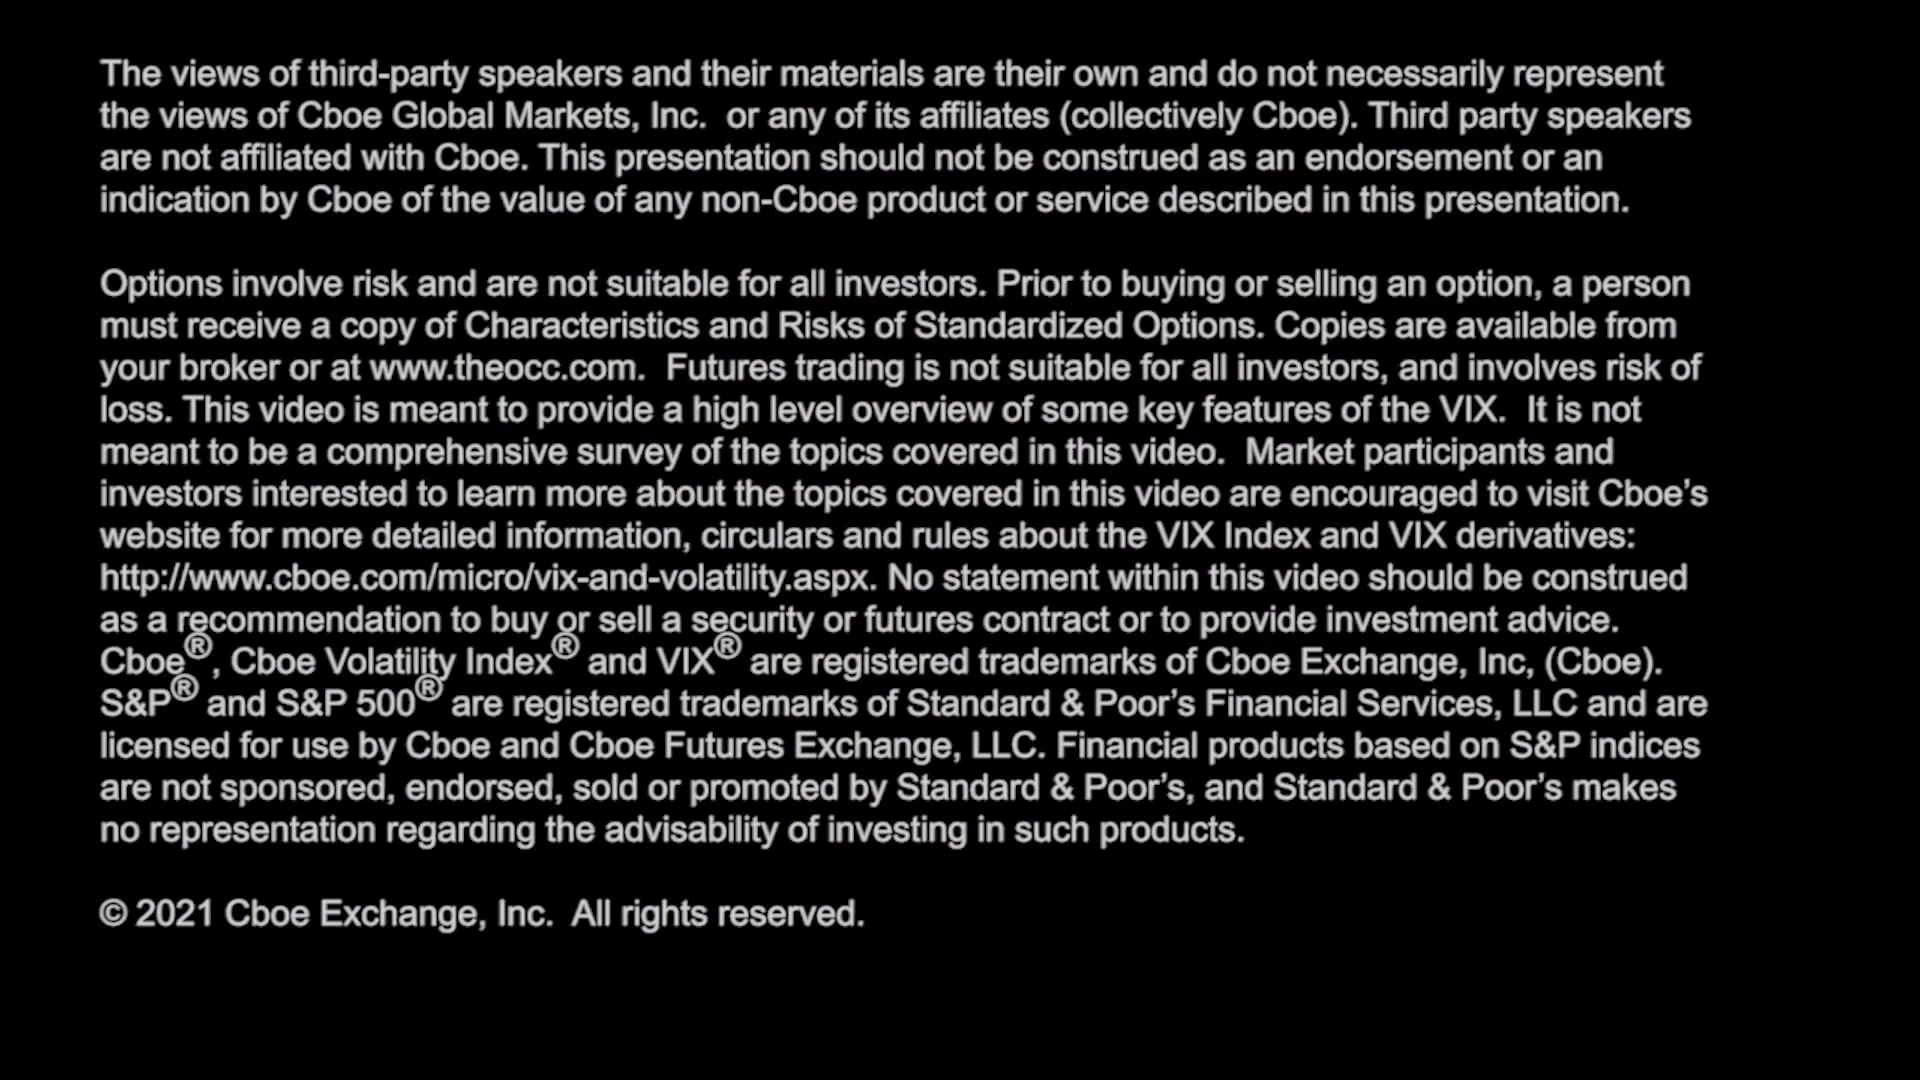 The views of third-party speakers and their materials are their own and do not necessarily represent
the views of Cboe Global Markets, Inc.  or any of its affiliates (collectively Cboe). Third party speakers
are not affiliated with Cboe. This presentation should not be construed as an endorsement or an
indication by Cboe of the value of any non-Cboe product or service described in this presentation.

Options involve risk and are not suitable for all investors. Prior to buying or selling an option, a person
must receive a copy of Characteristics and Risks of Standardized Options. Copies are available from
your broker or at www.theocc.com.  Futures trading is not suitable for all investors, and involves risk of
loss. This video is meant to provide a high level overview of some key features of the VIX.  It is not
meant to be a comprehensive survey of the topics covered in this video.  Market participants and
investors interested to learn more about the topics covered in this video are encouraged to visit Cboe’s
website for more detailed information, circulars and rules about the VIX Index and VIX derivatives:
http://www.cboe.com/micro/vix-and-volatility.aspx. No statement within this video should be construed
as a recommendation to buy or sell a security or futures contract or to provide investment advice.
Cboe®, Cboe Volatility Index® and VIX® are registered trademarks of Cboe Exchange, Inc, (Cboe).
S&P® and S&P 500® are registered trademarks of Standard & Poor’s Financial Services, LLC and are
licensed for use by Cboe and Cboe Futures Exchange, LLC. Financial products based on S&P indices
are not sponsored, endorsed, sold or promoted by Standard & Poor’s, and Standard & Poor’s makes
no representation regarding the advisability of investing in such products.

© 2021 Cboe Exchange, Inc.  All rights reserved.